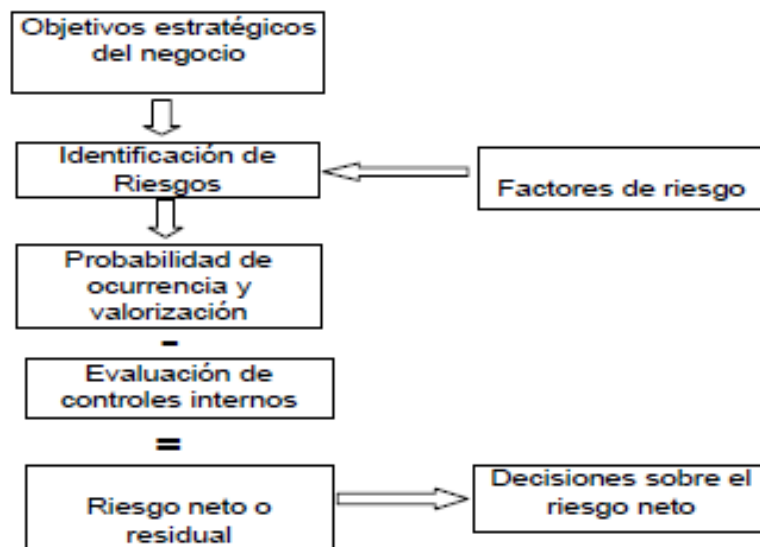 Objetivos estratégicos
del negocio
Identificación de
Riesgos
Factores de riesgo
Probabilidad de
ocurrencia y
valorización
-
Evaluación de
controles internos
=
Riesgo neto o
residual
Decisiones sobre el
riesgo neto